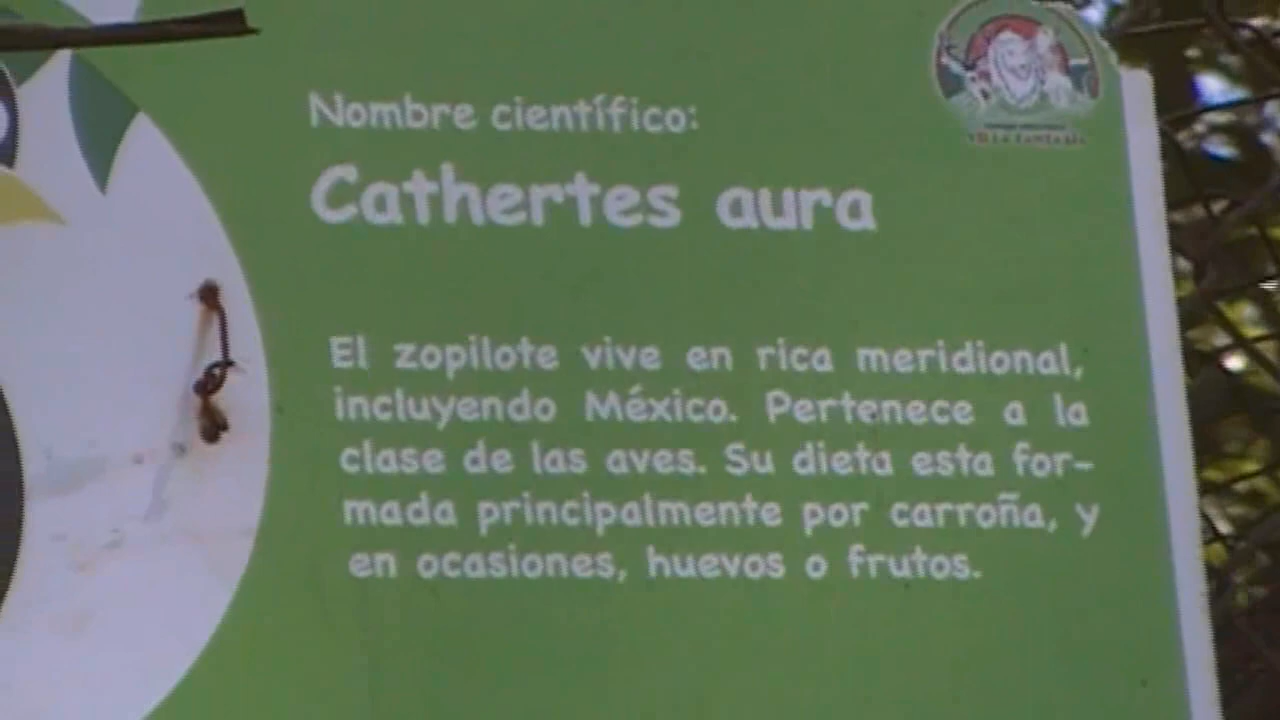 Nombre científico:
Cathertes aura
El zopilote vive en rica meridional,
incluyendo México. Pertenece a la
clase de las aves. Su dieta esta for-
mada principalmente por carroña, y
en ocasiones, huevos o frutos.